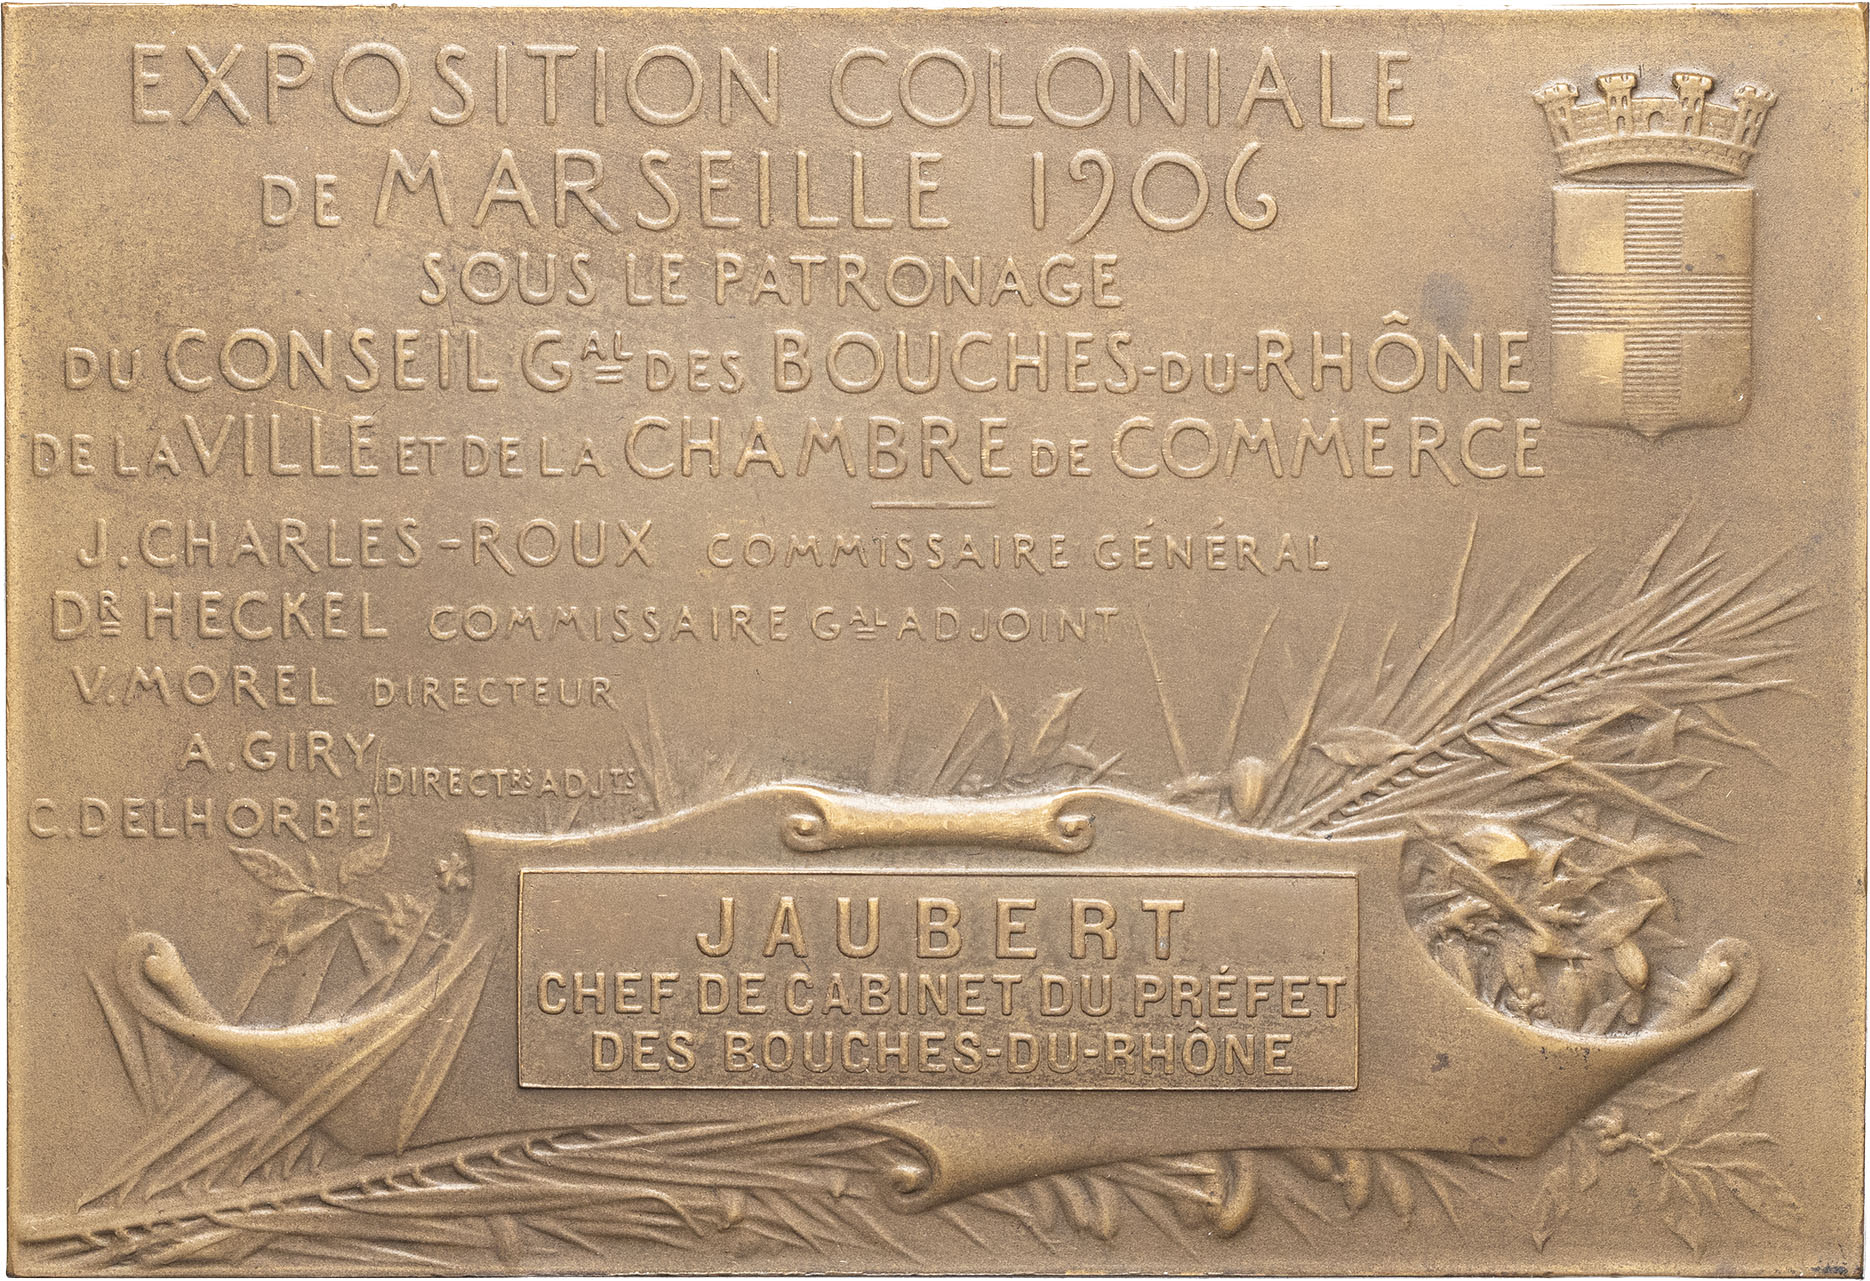 EXPOSITION COLONIALE
DE MARSEILLE 1906
SOUS LE PATRONAGE
DU CONSEIL GAL DES BOUCHES-DU-RHÔNE
DE LA VILLE ET DE LA CHAMBRE DE COMMERCE
J. CHARLES-ROUX COMMISSAIRE GÉNÉRAL
DR HECKEL COMMISSAIRE GAL ADJOINT
V. MOREL DIRECTEUR
A. GIRY
DIRECTRS ADJTS
C. DELHORBE
JAUBERT
CHEF DE CABINET DU PRÉFET
DES BOUCHES-DU-RHÔNE